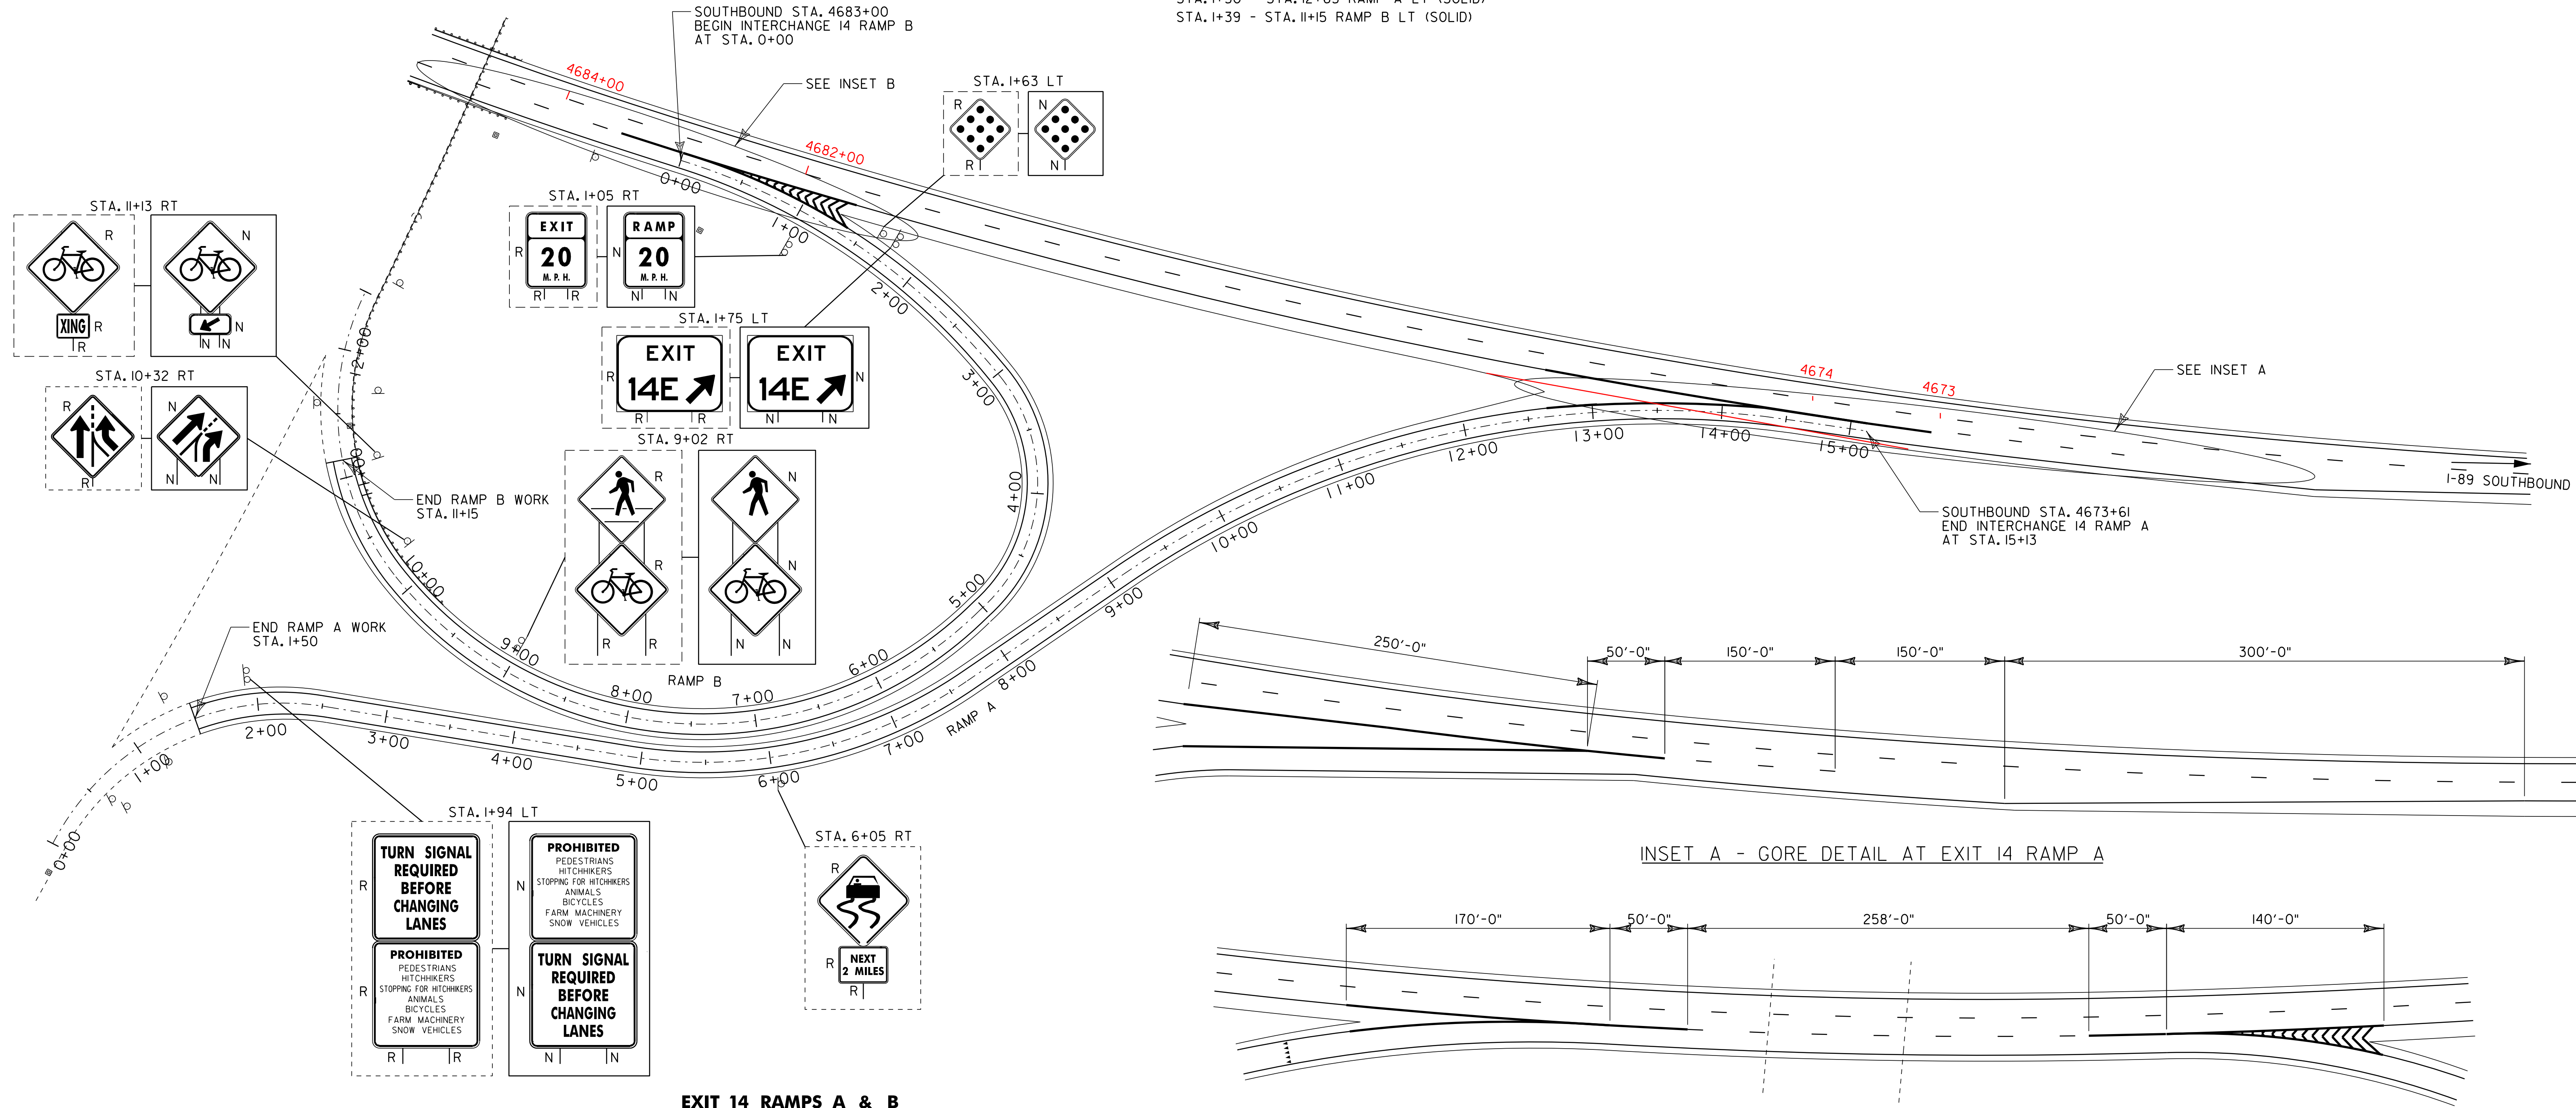 STA. 1+39 - STA. 11+15 RAMP B LT (SOLID)
SOUTHBOUND STA. 4683+00
BEGIN INTERCHANGE 14 RAMP B
AT STA. 0+00
4684+00
SEE INSET B
4682+00
STA. 1+63 LT
R
R
N
N
0+00
1+00
2+00
3+00
4+00
5+00
6+00
7+00
8+00
9+00
10+00
12+00
STA. 1+05 RT
EXIT
20
M.P.H.
R
R
R
RAMP
20
M.P.H.
N
N
N
STA. 11+13 RT
R
XING
R
R
N
N
N
N
STA. 10+32 RT
R
R
N
N
N
STA. 1+75 LT
EXIT
14E
R
R
R
EXIT
14E
N
N
N
STA. 9+02 RT
R
R
R
R
N
N
N
N
RAMP B
END RAMP B WORK
STA. 11+15
END RAMP A WORK
STA. 1+50
0+00
1+00
2+00
3+00
4+00
5+00
6+00
7+00
8+00
9+00
10+00
11+00
12+00
13+00
14+00
15+00
RAMP A
4674
4673
SEE INSET A
I-89 SOUTHBOUND
SOUTHBOUND STA. 4673+61
END INTERCHANGE 14 RAMP A
AT STA. 15+13
STA. 1+94 LT
TURN SIGNAL
REQUIRED
BEFORE
CHANGING
LANES
R
PROHIBITED
PEDESTRIANS
HITCHHIKERS
STOPPING FOR HITCHHIKERS
ANIMALS
BICYCLES
FARM MACHINERY
SNOW VEHICLES
R
R
R
PROHIBITED
PEDESTRIANS
HITCHHIKERS
STOPPING FOR HITCHHIKERS
ANIMALS
BICYCLES
FARM MACHINERY
SNOW VEHICLES
N
TURN SIGNAL
REQUIRED
BEFORE
CHANGING
LANES
N
N
N
STA. 6+05 RT
R
NEXT
2 MILES
R
R
250'-0"
50'-0"
150'-0"
150'-0"
300'-0"
INSET A - GORE DETAIL AT EXIT 14 RAMP A
170'-0"
50'-0"
258'-0"
50'-0"
140'-0"
EXIT 14 RAMPS A & B